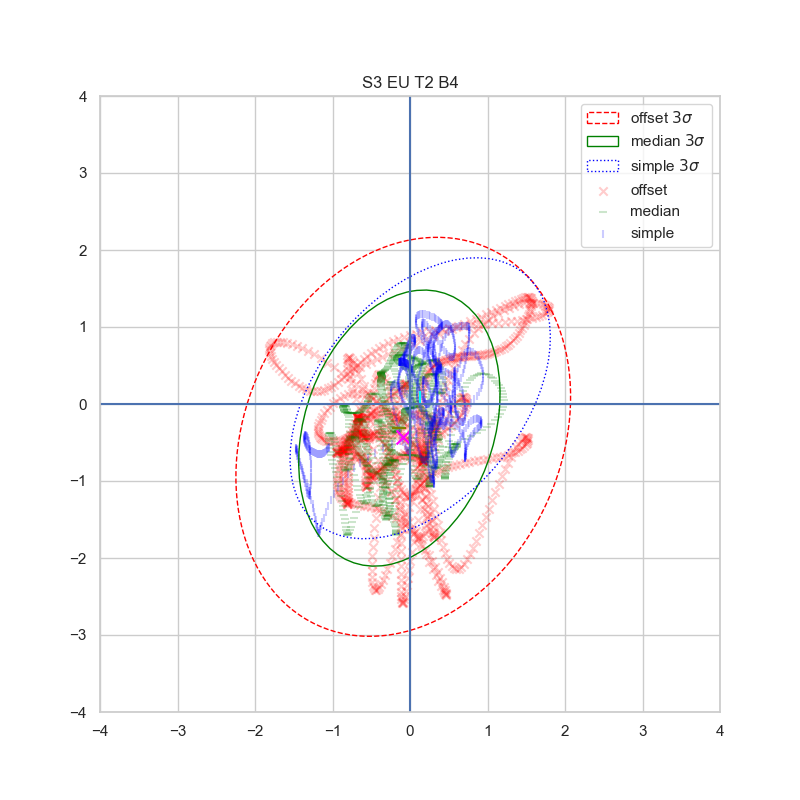 S3 EU T2 B4
offset 3σ
median 3σ
simple 3σ
offset
median
simple
4
3
2
1
0
−1
−2
−3
−4
−4 −3 −2 −1 0 1 2 3 4